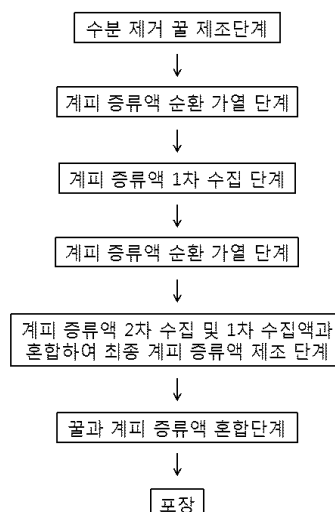 수분 제거 꿀 제조단계
계피 증류액 순환 가열 단계
계피 증류액 1차 수집 단계
계피 증류액 순환 가열 단계
계피 증류액 2차 수집 및 1차 수집액과
혼합하여 최종 계피 증류액 제조 단계
꿀과 계피 증류액 혼합단계
포장